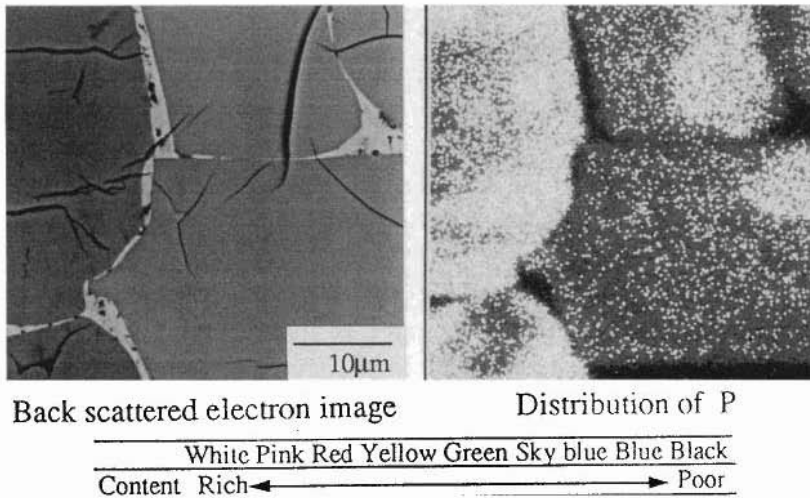 10μm
Back scattered electron image
Distribution of P
White Pink Red Yellow Green Sky blue Blue Black
Content Rich Poor